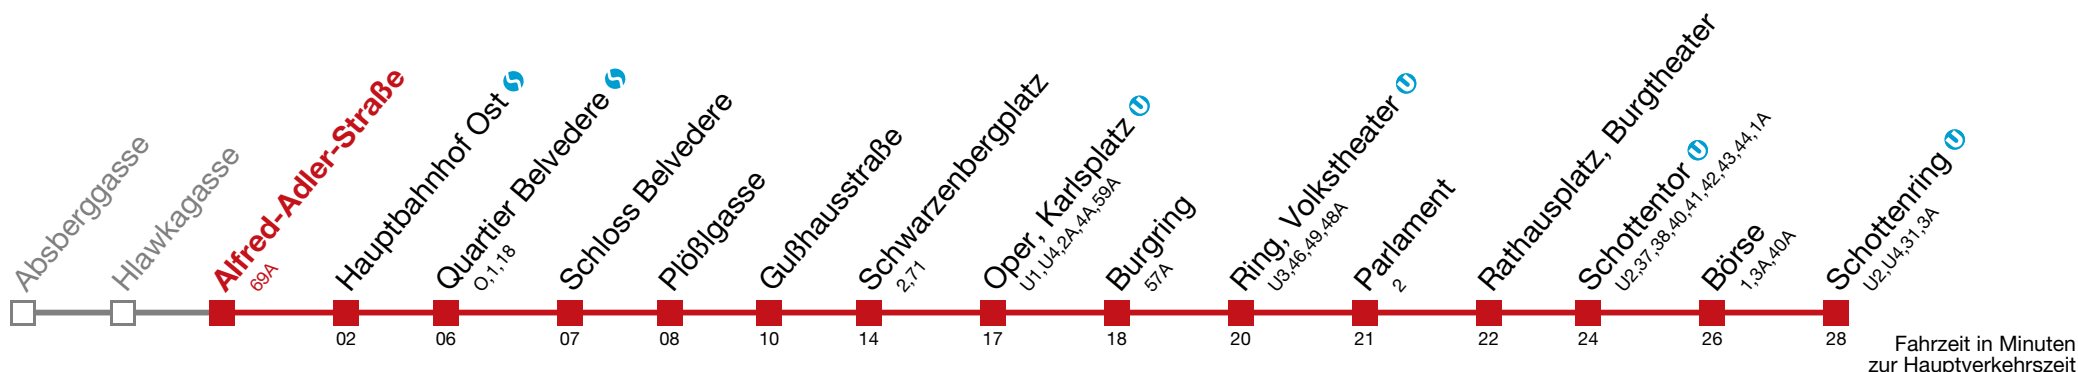 Absberggasse
Hlawkagasse
Alfred-Adler-Straße
69A
Hauptbahnhof Ost
Quartier Belvedere
O,1,18
Schloss Belvedere
Plößlgasse
Gußhausstraße
Schwarzenbergplatz
2,71
Oper, Karlsplatz
U1,U4,2A,4A,59A
Burgring
57A
Ring, Volkstheater
U3,46,49,48A
Parlament
2
Rathausplatz, Burgtheater
Schottentor
U2,37,38,40,41,42,43,44,1A
Börse
1,3A,40A
Schottenring
U2,U4,31,3A
02 06 07 08 10 14 17 18 20 21 22 24 26 28
Fahrzeit in Minuten
zur Hauptverkehrszeit